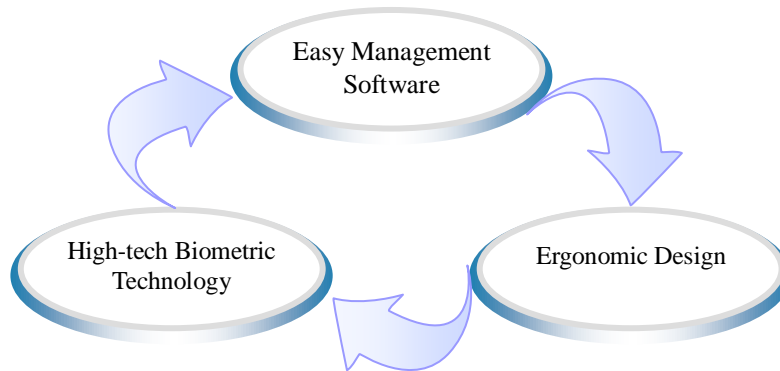 Easy Management
Software
High-tech Biometric
Technology
Ergonomic Design